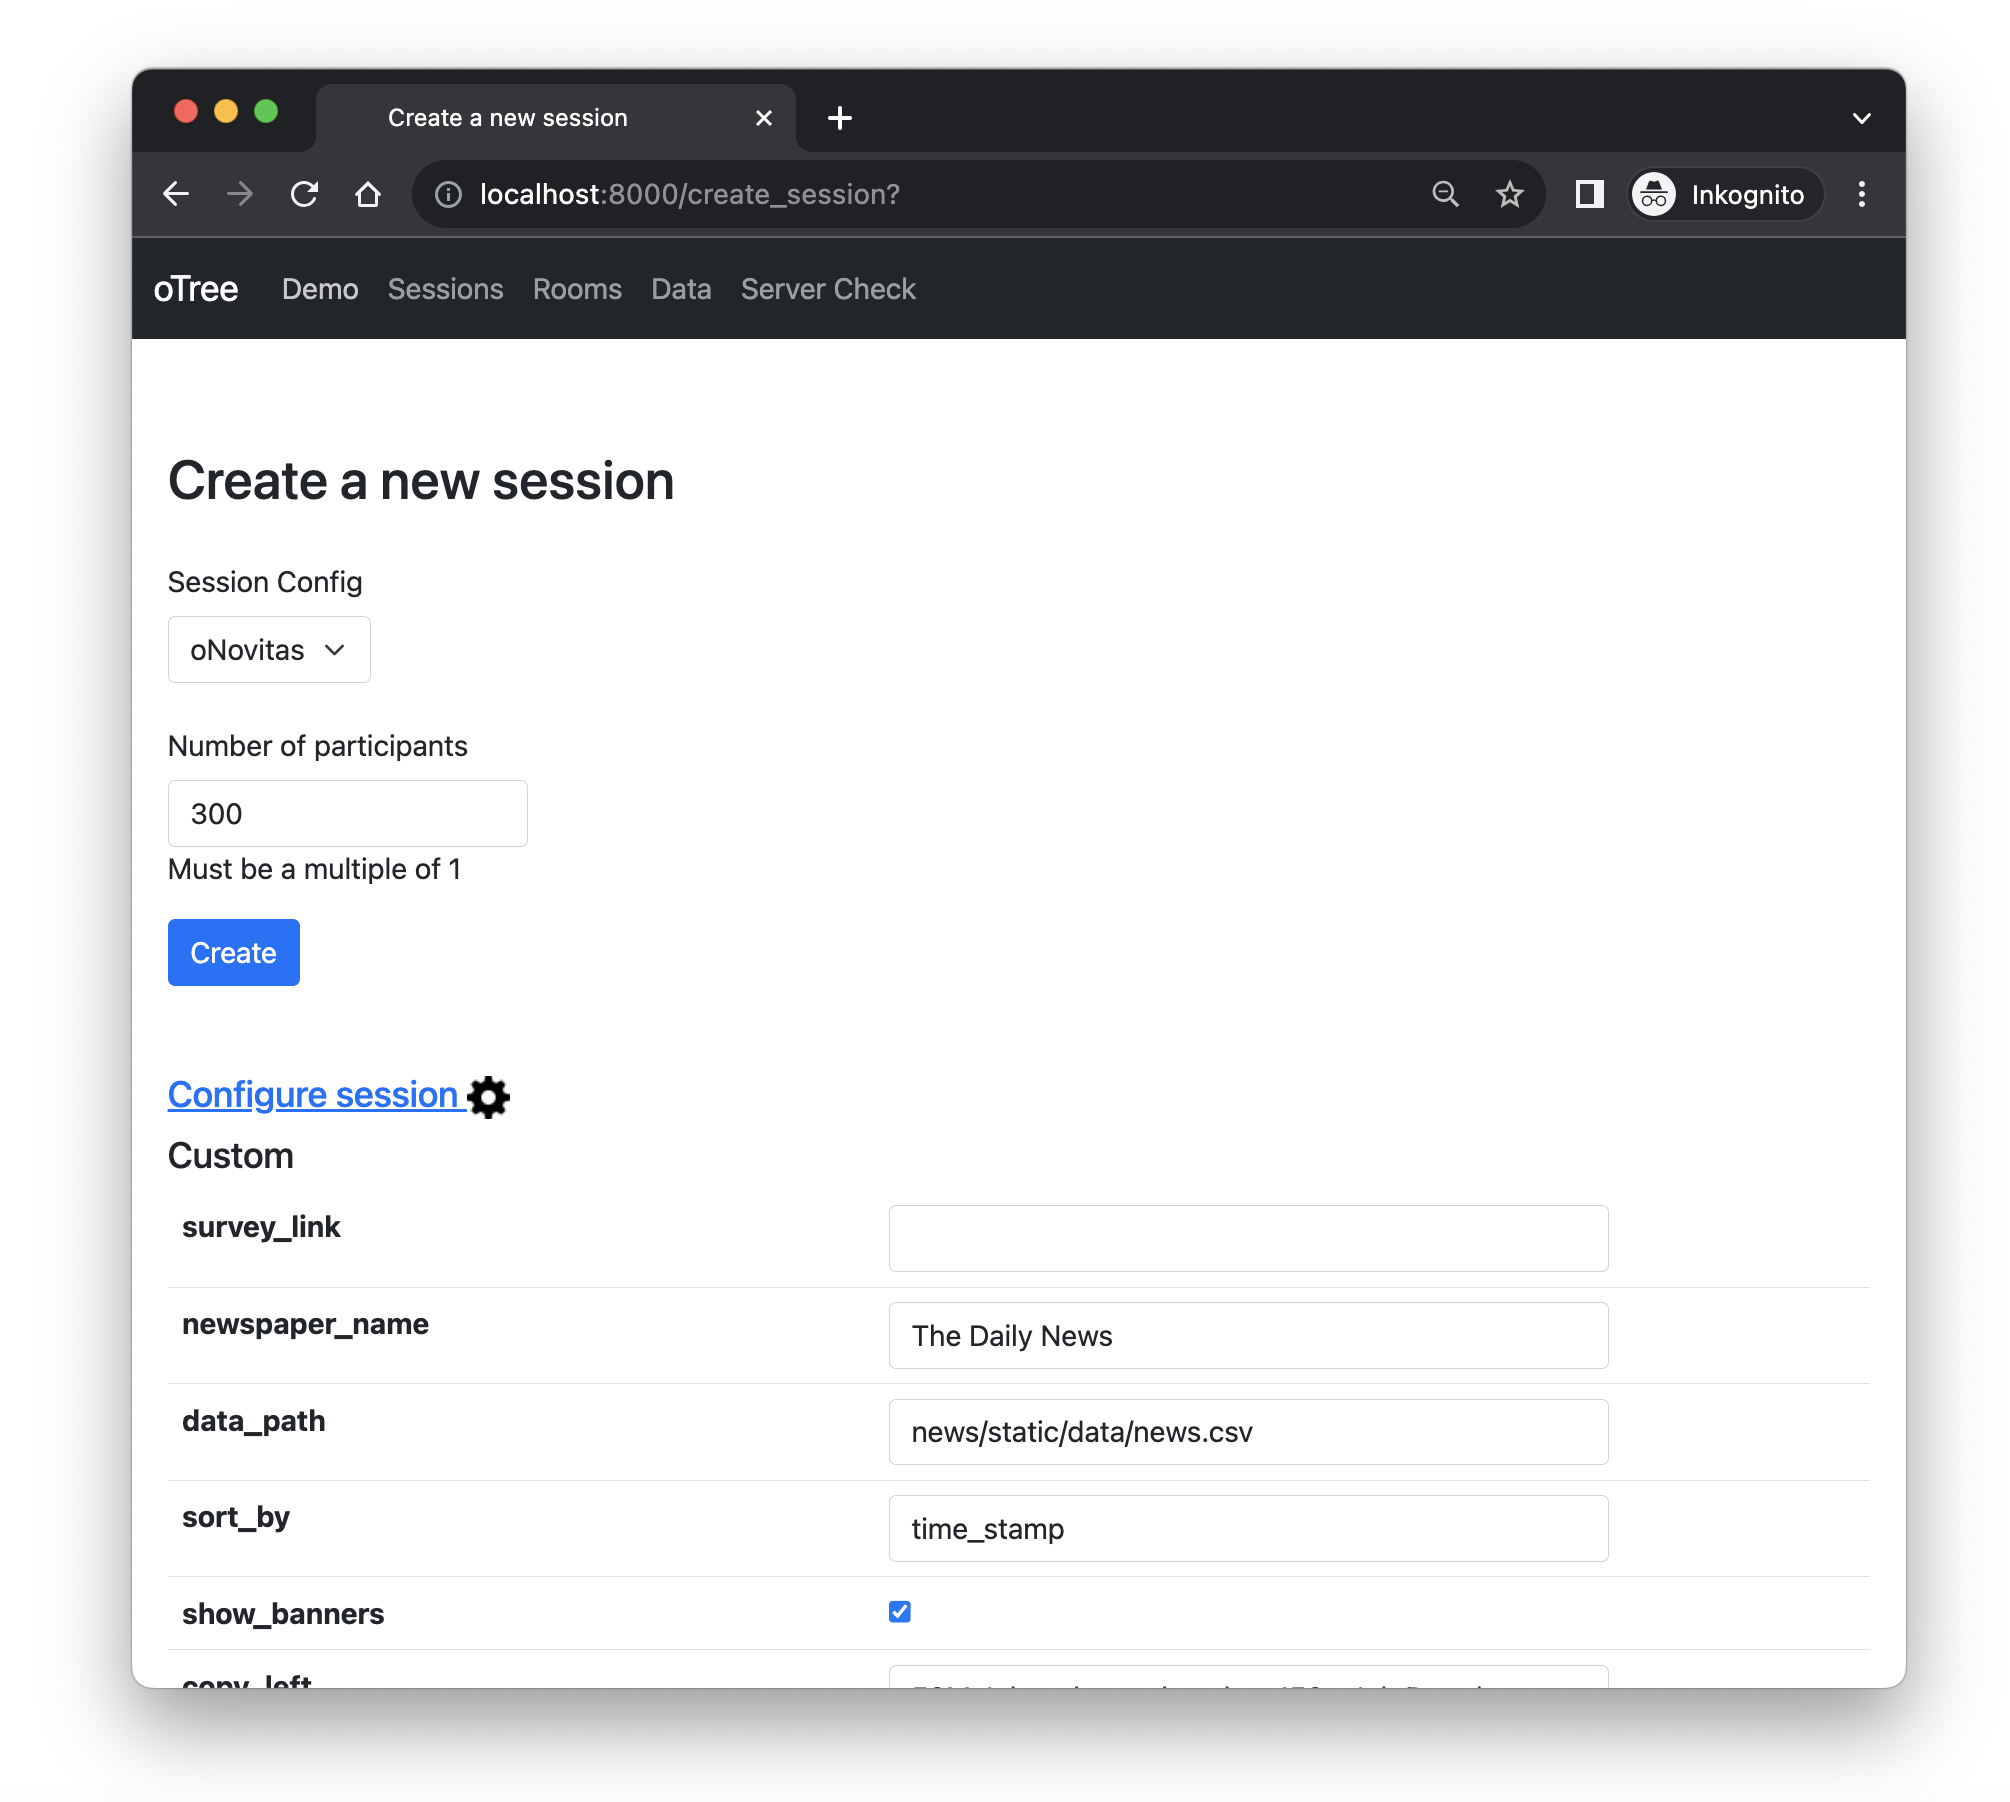 Create a new session
localhost:8000/create_session?
Inkognito
oTree Demo Sessions Rooms Data Server Check
Create a new session
Session Config
oNovitas
Number of participants
300
Must be a multiple of 1
Create
Configure session
Custom
survey_link
newspaper_name The Daily News
data_path news/static/data/news.csv
sort_by time_stamp
show_banners
copy_left